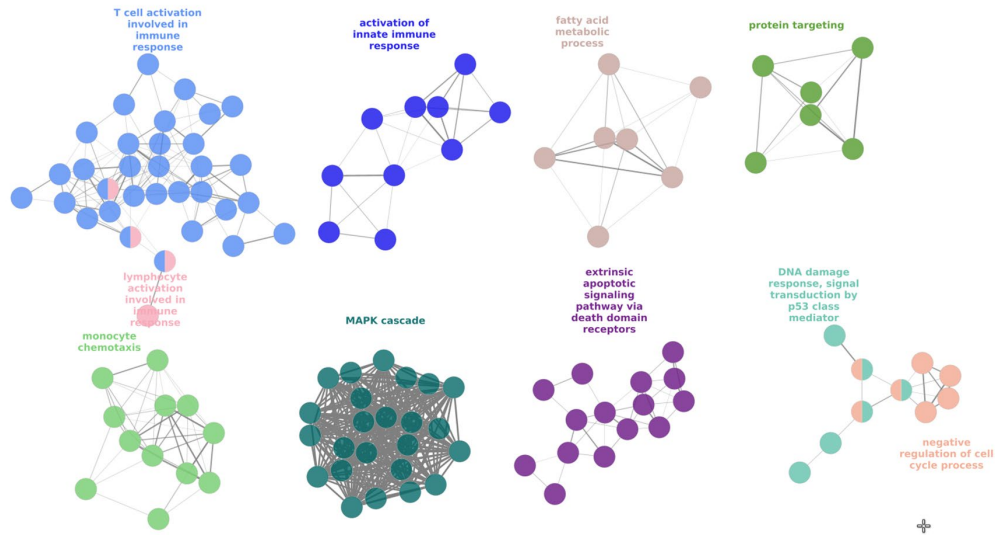 T cell activation
involved in
immune
response
activation of
innate immune
response
fatty acid
metabolic
process
protein targeting
lymphocyte
activation
involved in
immune
response
monocyte
chemotaxis
MAPK cascade
extrinsic
apoptotic
signaling
pathway via
death domain
receptors
DNA damage
response, signal
transduction by
p53 class
mediator
negative
regulation of cell
cycle process